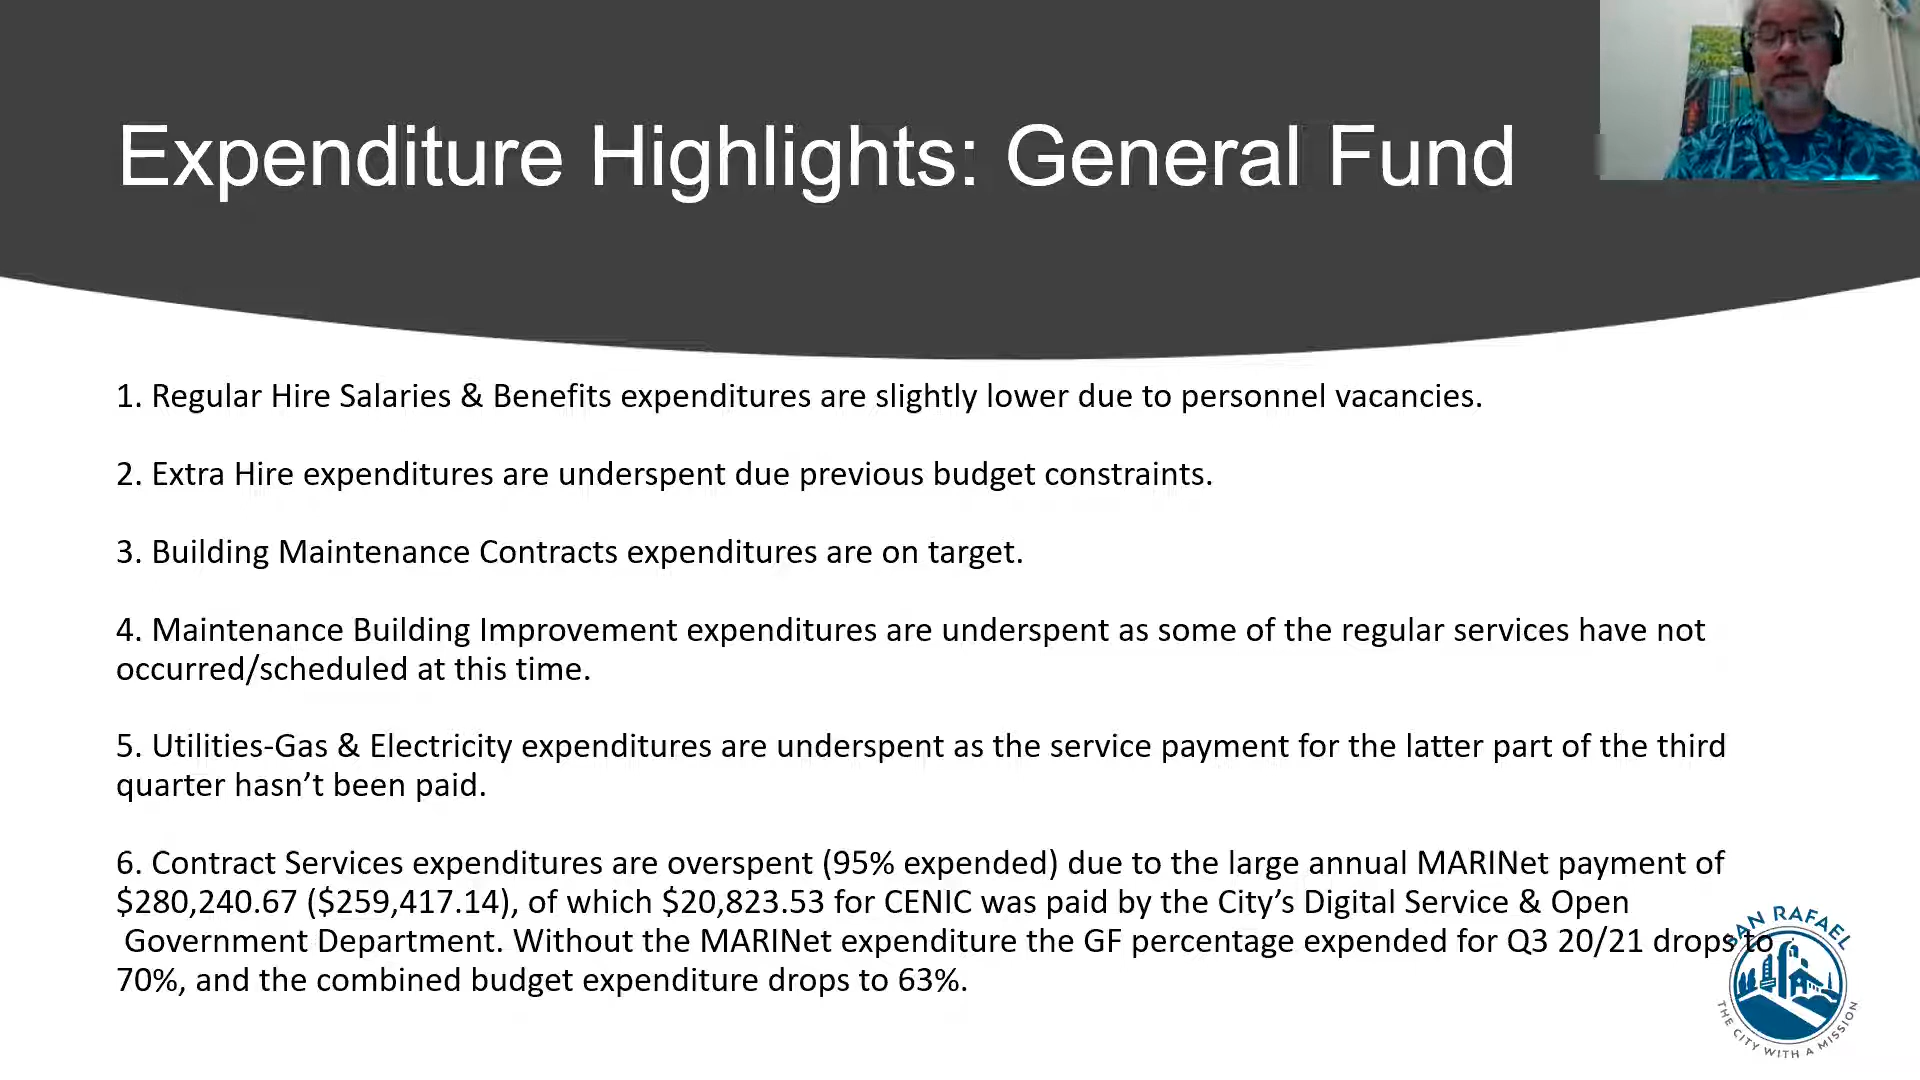 Expenditure Highlights: General Fund
1. Regular Hire Salaries & Benefits expenditures are slightly lower due to personnel vacancies.
2. Extra Hire expenditures are underspent due previous budget constraints.
3. Building Maintenance Contracts expenditures are on target.
4. Maintenance Building Improvement expenditures are underspent as some of the regular services have not
occurred/scheduled at this time.
5. Utilities-Gas & Electricity expenditures are underspent as the service payment for the latter part of the third
quarter hasn’t been paid.
6. Contract Services expenditures are overspent (95% expended) due to the large annual MARINet payment of
$280,240.67 ($259,417.14), of which $20,823.53 for CENIC was paid by the City’s Digital Service & Open
Government Department. Without the MARINet expenditure the GF percentage expended for Q3 20/21 drops to
70%, and the combined budget expenditure drops to 63%.
SAN RAFAEL
THE CITY WITH A MISSION